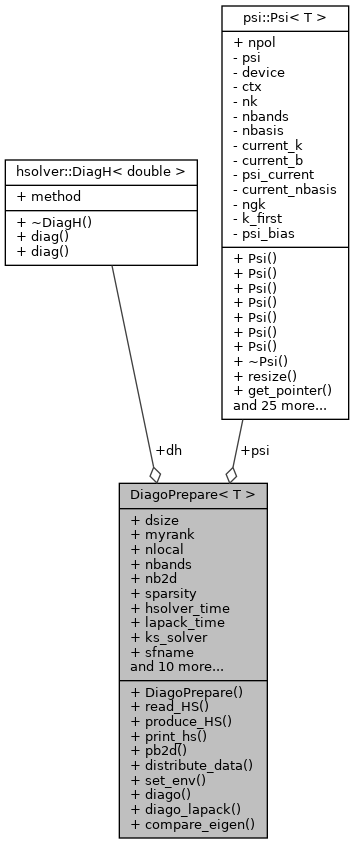 psi::Psi< T >
+ npol
- psi
- device
- ctx
- nk
- nbands
- nbasis
- current_k
- current_b
- psi_current
- current_nbasis
- ngk
- k_first
- psi_bias
+ Psi()
+ Psi()
+ Psi()
+ Psi()
+ Psi()
+ Psi()
+ Psi()
+ ~Psi()
+ resize()
+ get_pointer()
and 25 more...
hsolver::DiagH< double >
+ method
+ ~DiagH()
+ diag()
+ diag()
+dh
+psi
DiagoPrepare< T >
+ dsize
+ myrank
+ nlocal
+ nbands
+ nb2d
+ sparsity
+ hsolver_time
+ lapack_time
+ ks_solver
+ sfname
and 10 more...
+ DiagoPrepare()
+ read_HS()
+ produce_HS()
+ print_hs()
+ pb2d()
+ distribute_data()
+ set_env()
+ diago()
+ diago_lapack()
+ compare_eigen()